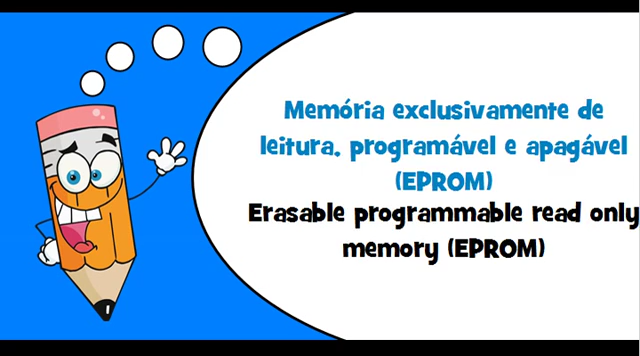 Memória exclusivamente de
leitura, programável e apagável
(EPROM)
Erasable programmable read only
memory (EPROM)